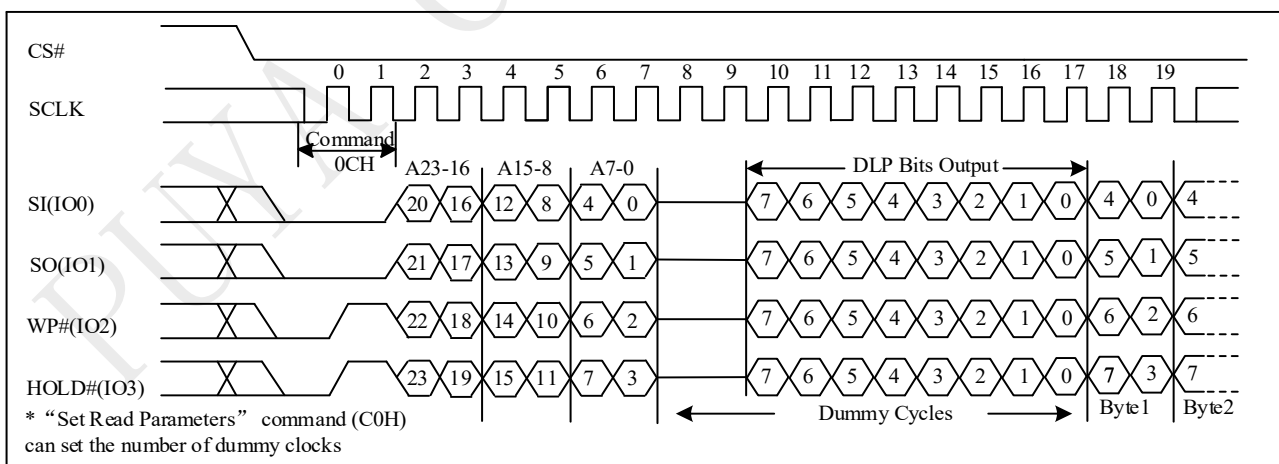 PUYA
CS#
0 1 2 3 4 5 6 7 8 9 10 11 12 13 14 15 16 17 18 19
SCLK
Command
0CH
A23-16 A15-8 A7-0 DLP Bits Output
SI(IO0) 20 16 12 8 4 0 7 6 5 4 3 2 1 0 4 0 4
SO(IO1) 21 17 13 9 5 1 7 6 5 4 3 2 1 0 5 1 5
WP#(IO2) 22 18 14 10 6 2 7 6 5 4 3 2 1 0 6 2 6
HOLD#(IO3) 23 19 15 11 7 3 7 6 5 4 3 2 1 0 7 3 7
Dummy Cycles Byte1 Byte2
* “Set Read Parameters” command (C0H)
can set the number of dummy clocks